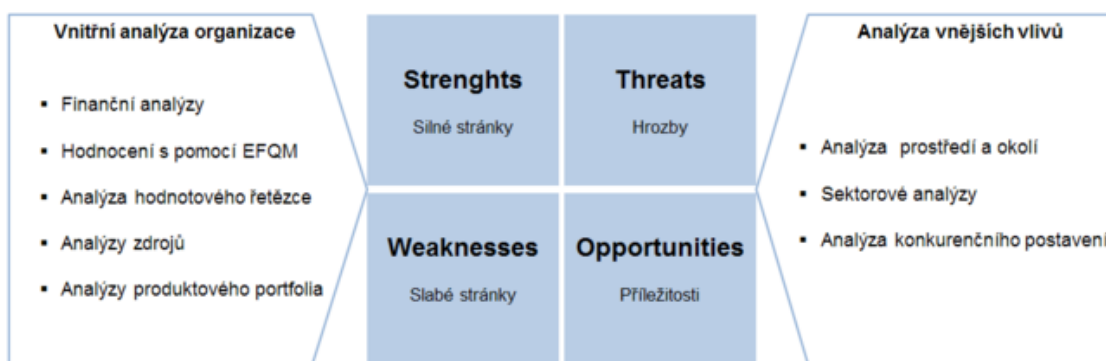 Vnitřní analýza organizace
▪ Finanční analýzy
▪ Hodnocení s pomocí EFQM
▪ Analýza hodnotového řetězce
▪ Analýzy zdrojů
▪ Analýzy produktového portfolia
Strenghts
Silné stránky
Threats
Hrozby
Weaknesses
Slabé stránky
Opportunities
Příležitosti
Analýza vnějších vlivů
▪ Analýza prostředí a okolí
▪ Sektorové analýzy
▪ Analýza konkurenčního postavení